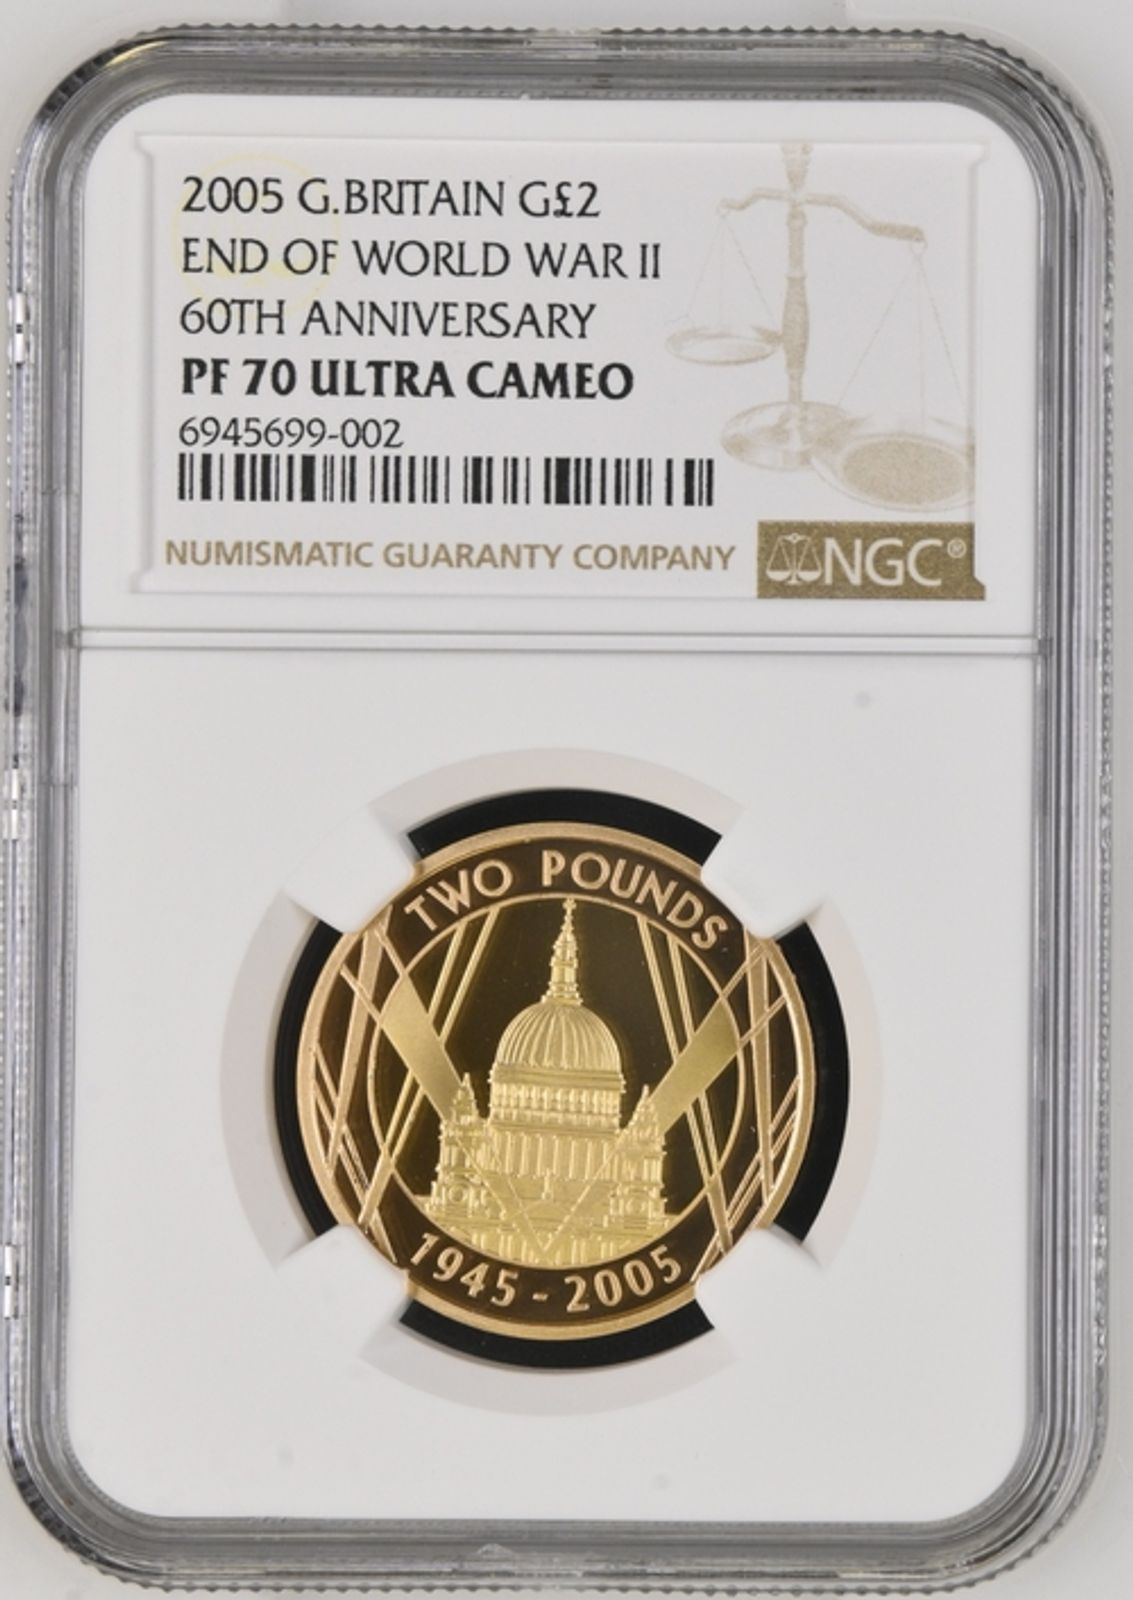 2005 G.BRITAIN G£2
END OF WORLD WAR II
60TH ANNIVERSARY
PF 70 ULTRA CAMEO
6945699-002
NUMISMATIC GUARANTY COMPANY
NGC®
TWO POUNDS
1945 - 2005